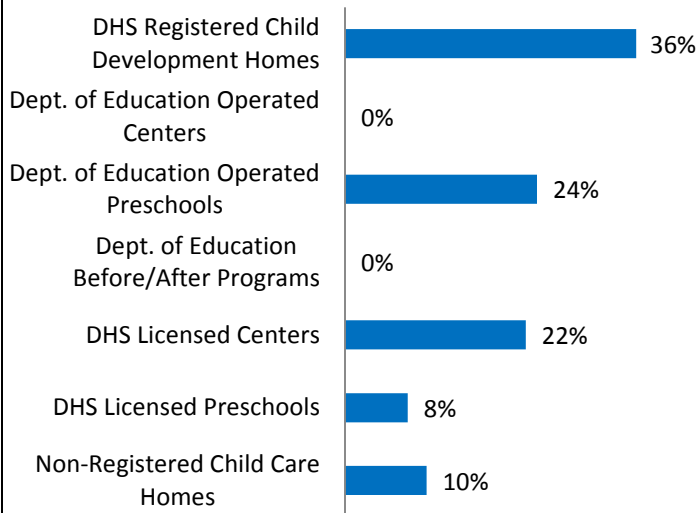 DHS Registered Child
Development Homes
36%
Dept. of Education Operated
Centers
0%
Dept. of Education Operated
Preschools
24%
Dept. of Education
Before/After Programs
0%
DHS Licensed Centers
22%
DHS Licensed Preschools
8%
Non-Registered Child Care
Homes
10%